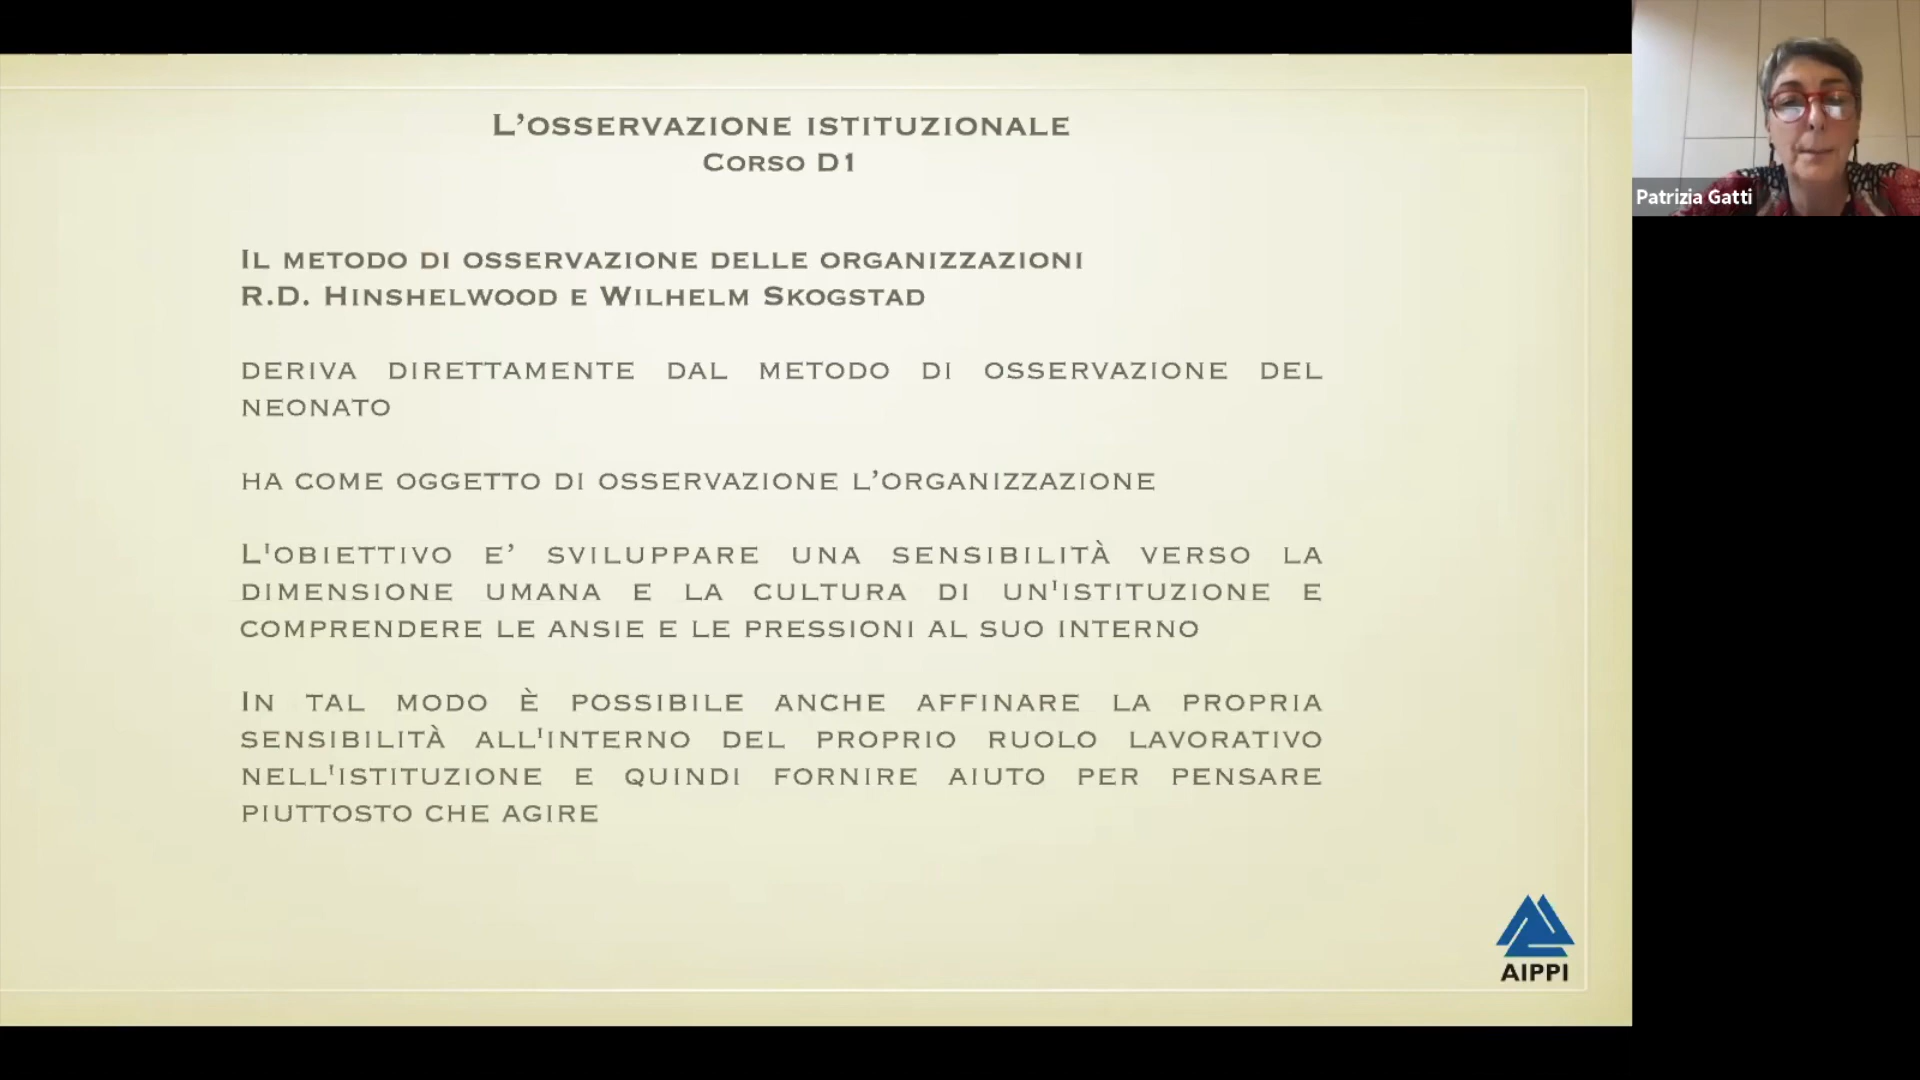 L’OSSERVAZIONE ISTITUZIONALE
CORSO D1
IL METODO DI OSSERVAZIONE DELLE ORGANIZZAZIONI
R.D. HINSHELWOOD E WILHELM SKOGSTAD
DERIVA DIRETTAMENTE DAL METODO DI OSSERVAZIONE DEL
NEONATO
HA COME OGGETTO DI OSSERVAZIONE L’ORGANIZZAZIONE
L'OBIETTIVO E’ SVILUPPARE UNA SENSIBILITÀ VERSO LA
DIMENSIONE UMANA E LA CULTURA DI UN'ISTITUZIONE E
COMPRENDERE LE ANSIE E LE PRESSIONI AL SUO INTERNO
IN TAL MODO È POSSIBILE ANCHE AFFINARE LA PROPRIA
SENSIBILITÀ ALL'INTERNO DEL PROPRIO RUOLO LAVORATIVO
NELL'ISTITUZIONE E QUINDI FORNIRE AIUTO PER PENSARE
PIUTTOSTO CHE AGIRE
AIPPI
Patrizia Gatti